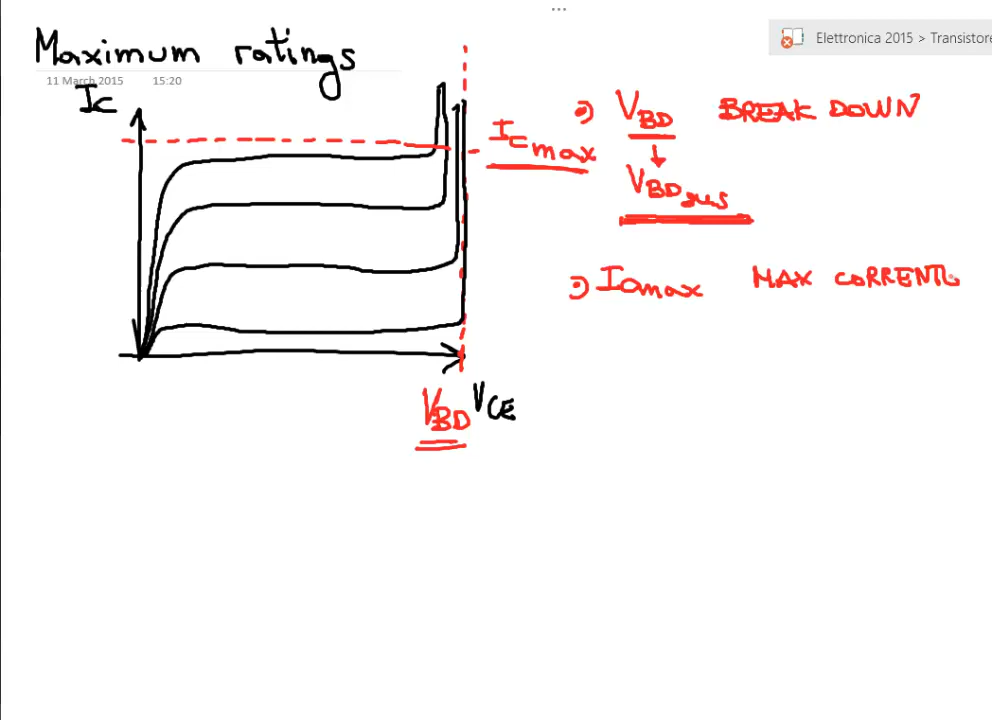 Maximum ratings
11 March 2015 15:20
Elettronica 2015 > Transistore
Ic
Icmax
VBD BREAK DOWN
VBDsus
Icmax MAX CORRENTE
VBD VCE